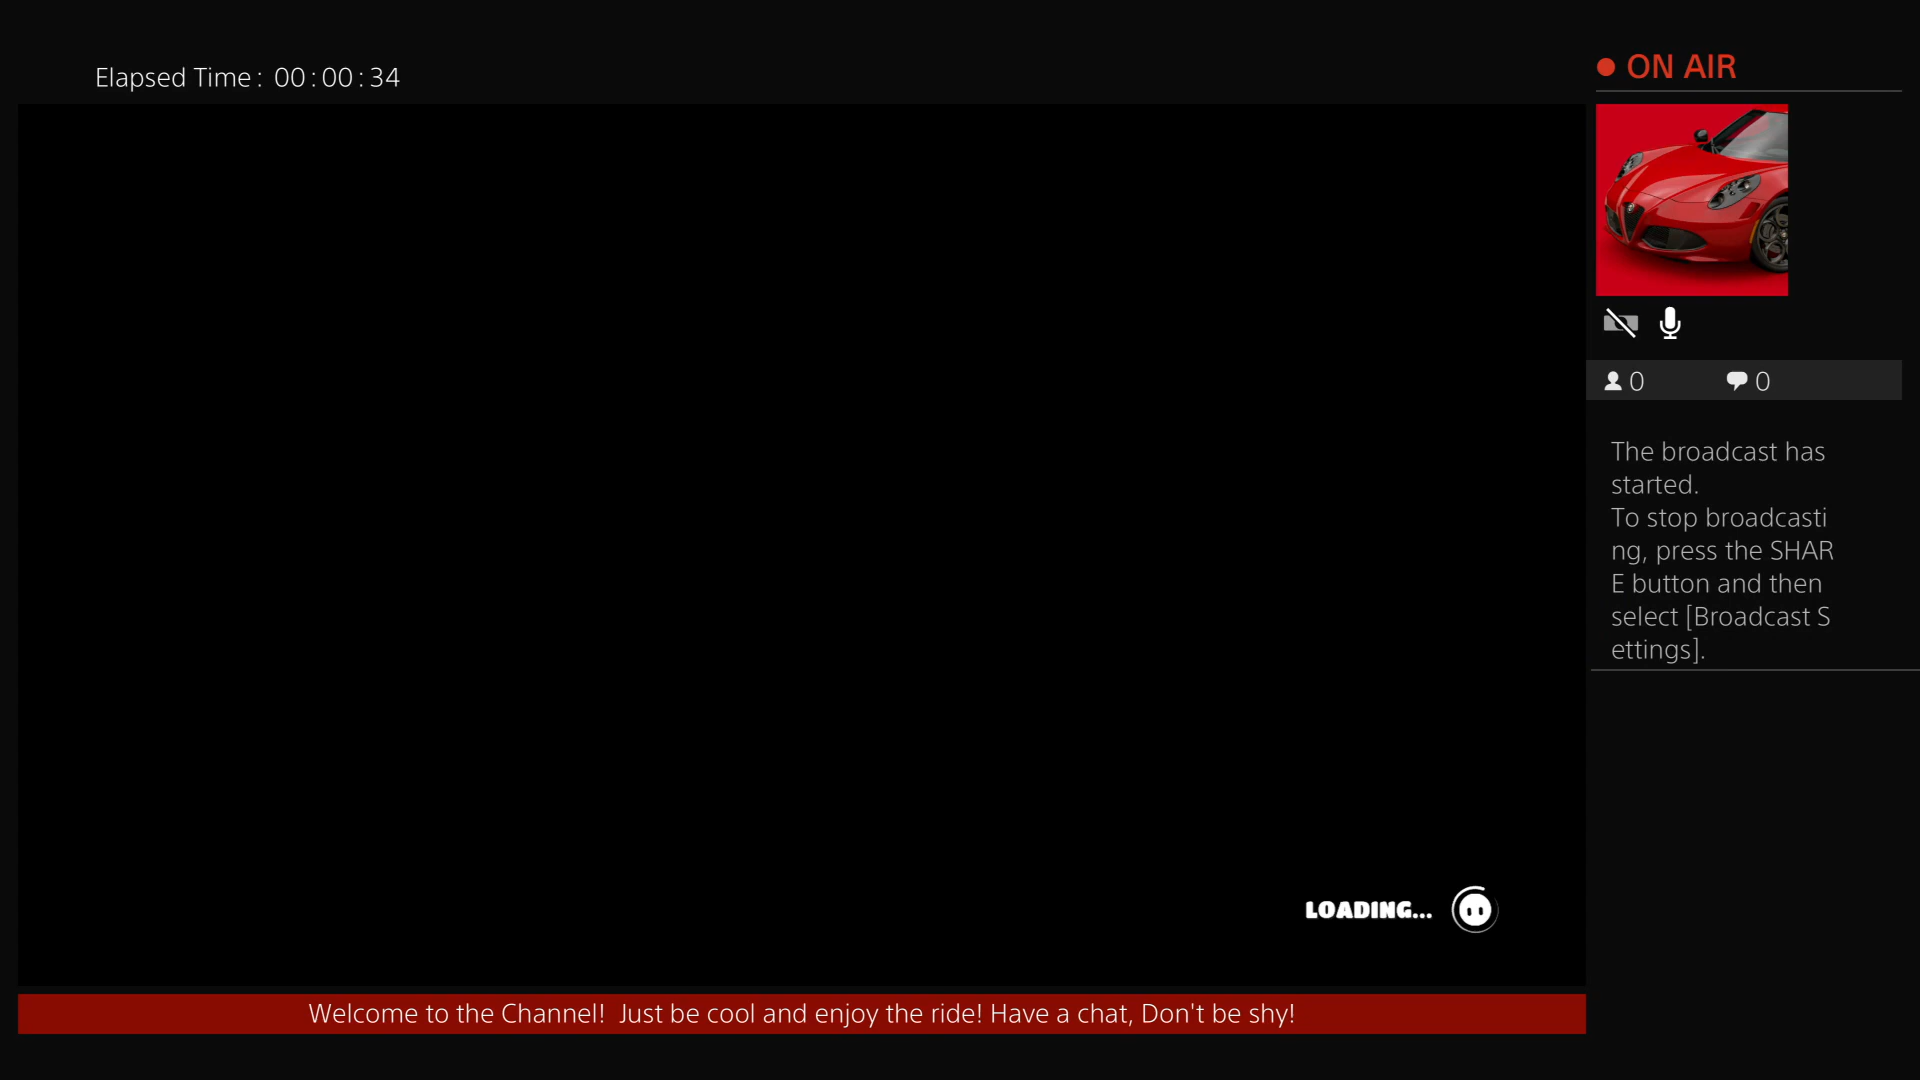 Elapsed Time: 00:00:34
ON AIR
0 0
The broadcast has
started.
To stop broadcasti
ng, press the SHAR
E button and then
select [Broadcast S
ettings].
LOADING...
Welcome to the Channel!  Just be cool and enjoy the ride! Have a chat, Don't be shy!